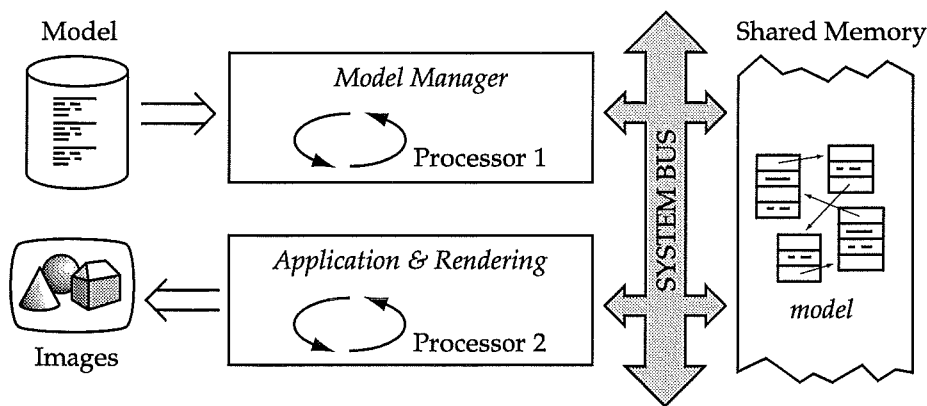 Model
Shared Memory
Model Manager
Processor 1
SYSTEM BUS
Application & Rendering
Processor 2
model
Images